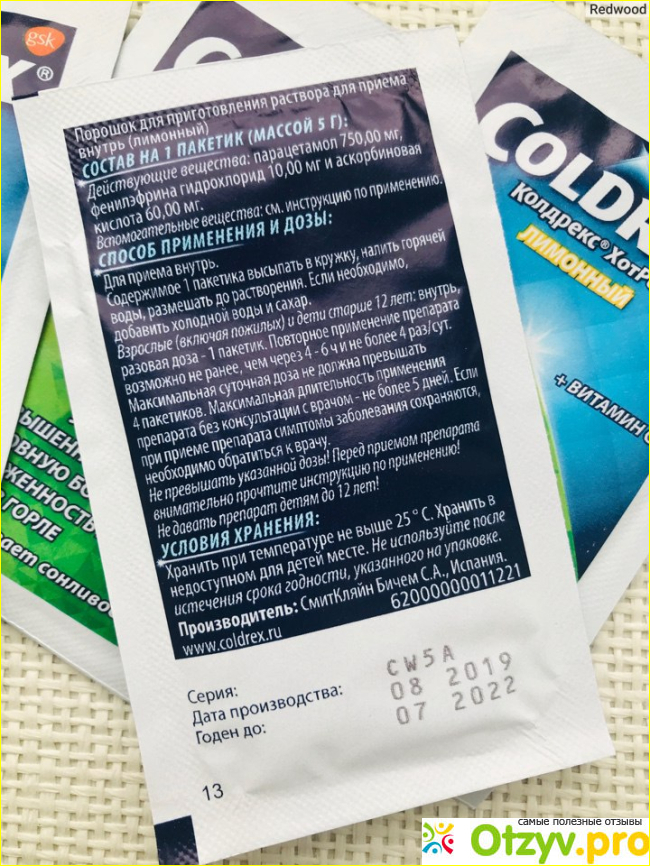 Redwood
gsk
®
COLDR
Колдрекс® ХотР
ЛИМОННЫЙ
+ ВИТАМИН C
Порошок для приготовления раствора для приема
внутрь (лимонный)
СОСТАВ НА 1 ПАКЕТИК (МАССОЙ 5 Г):
Действующие вещества: парацетамол 750,00 мг,
фенилэфрина гидрохлорид 10,00 мг и аскорбиновая
кислота 60,00 мг.
Вспомогательные вещества: см. инструкцию по применению.
СПОСОБ ПРИМЕНЕНИЯ И ДОЗЫ:
Для приема внутрь.
Содержимое 1 пакетика высыпать в кружку, налить горячей
воды, размешать до растворения. Если необходимо,
добавить холодной воды и сахар.
Взрослые (включая пожилых) и дети старше 12 лет: внутрь,
разовая доза - 1 пакетик. Повторное применение препарата
возможно не ранее, чем через 4 - 6 ч и не более 4 раз/сут.
Максимальная суточная доза не должна превышать
4 пакетиков. Максимальная длительность применения
препарата без консультации с врачом - не более 5 дней. Если
при приеме препарата симптомы заболевания сохраняются,
необходимо обратиться к врачу.
Не превышать указанной дозы! Перед приемом препарата
внимательно прочтите инструкцию по применению!
Не давать препарат детям до 12 лет!
УСЛОВИЯ ХРАНЕНИЯ:
Хранить при температуре не выше 25 °C. Хранить в
недоступном для детей месте. Не используйте после
истечения срока годности, указанного на упаковке.
Производитель: СмитКляйн Бичем С.А., Испания.
www.coldrex.ru
62000000011221
Серия: CW5A
Дата производства: 08 2019
Годен до: 07 2022
13
ВЫШЕНН
ОВНУЮ БО
ОЖЕННОСТЬ
ГОРЛЕ
ает сонливо
самые полезные отзывы
Otzyv.pro